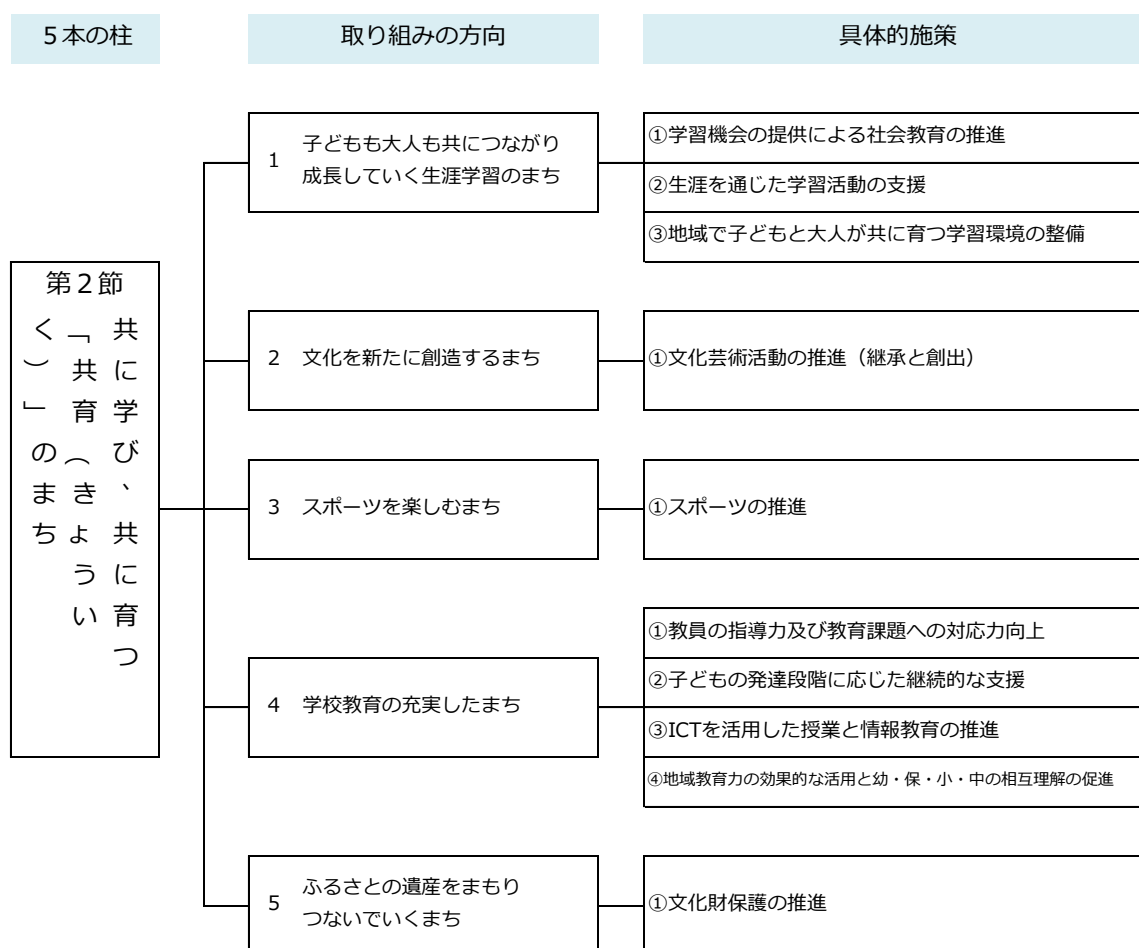 ５本の柱
取り組みの方向
具体的施策
第２節
共に学び、共に育つ
「共育（きょうい
く）」のまち
1
子どもも大人も共につながり
成長していく生涯学習のまち
①学習機会の提供による社会教育の推進
②生涯を通じた学習活動の支援
③地域で子どもと大人が共に育つ学習環境の整備
2 文化を新たに創造するまち
①文化芸術活動の推進（継承と創出）
3 スポーツを楽しむまち
①スポーツの推進
4 学校教育の充実したまち
①教員の指導力及び教育課題への対応力向上
②子どもの発達段階に応じた継続的な支援
③ICTを活用した授業と情報教育の推進
④地域教育力の効果的な活用と幼・保・小・中の相互理解の促進
5
ふるさとの遺産をまもり
つないでいくまち
①文化財保護の推進